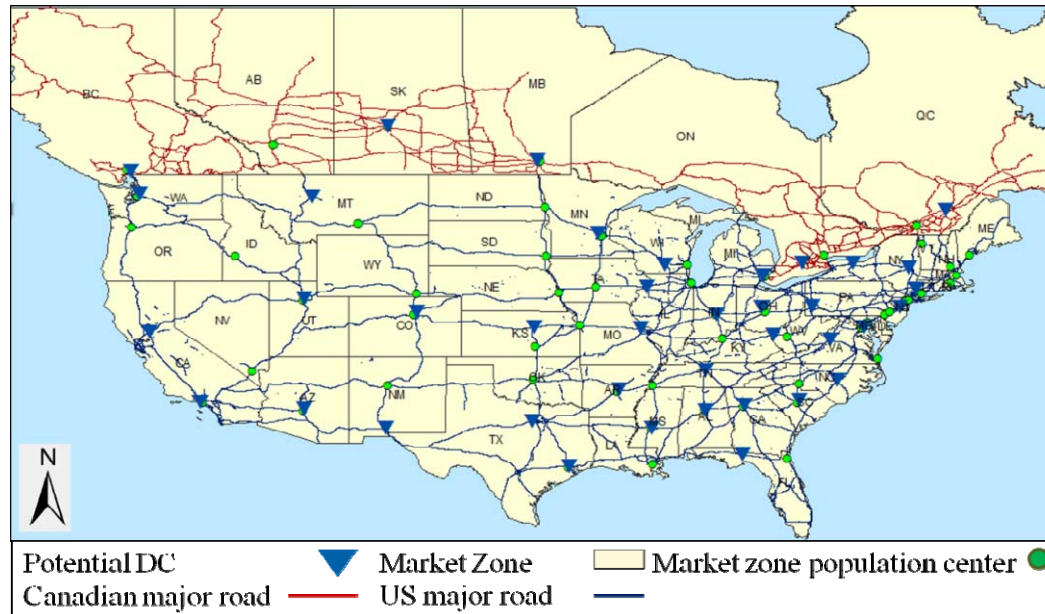 BC
AB
SK
MB
ON
QC
WA
MT
ND
MN
MI
ME
OR
ID
SD
WI
MI
NY
NH
WY
IA
NE
PA
NV
UT
CO
IL
IN
OH
KS
MO
WV
VA
KY
CA
TN
NC
OK
AR
AZ
NM
SC
MS
A
GA
TX
LA
FL
N
Potential DC Market Zone Market zone population center
Canadian major road US major road